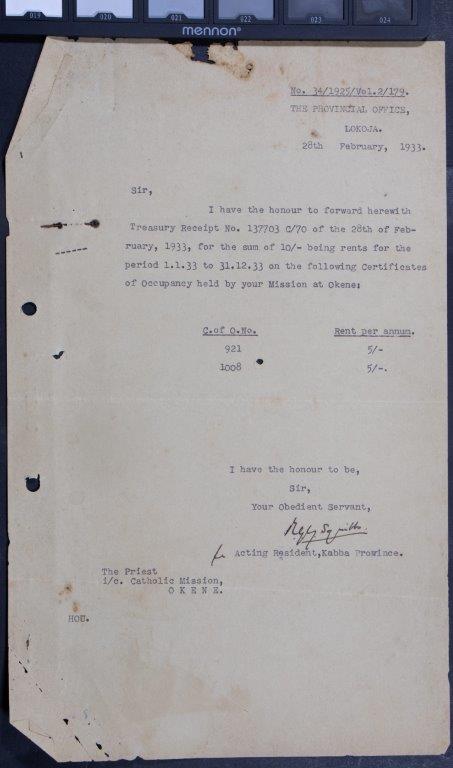 019 020 021 022 023 024
mennon
No. 34/1925/Vol.2/179.
THE PROVINCIAL OFFICE,
LOKOJA.
28th February, 1933.
Sir,
I have the honour to forward herewith
Treasury Receipt No. 137703 C/70 of the 28th of Feb-
ruary, 1933, for the sum of 10/- being rents for the
period 1.1.33 to 31.12.33 on the following Certificates
of Occupancy held by your Mission at Okene:
C.of O.No. Rent per annum.
921 5/-
1008 5/-.
I have the honour to be,
Sir,
Your Obedient Servant,
for Acting Resident,Kabba Province.
The Priest
i/c. Catholic Mission,
O K E N E.
HOU.